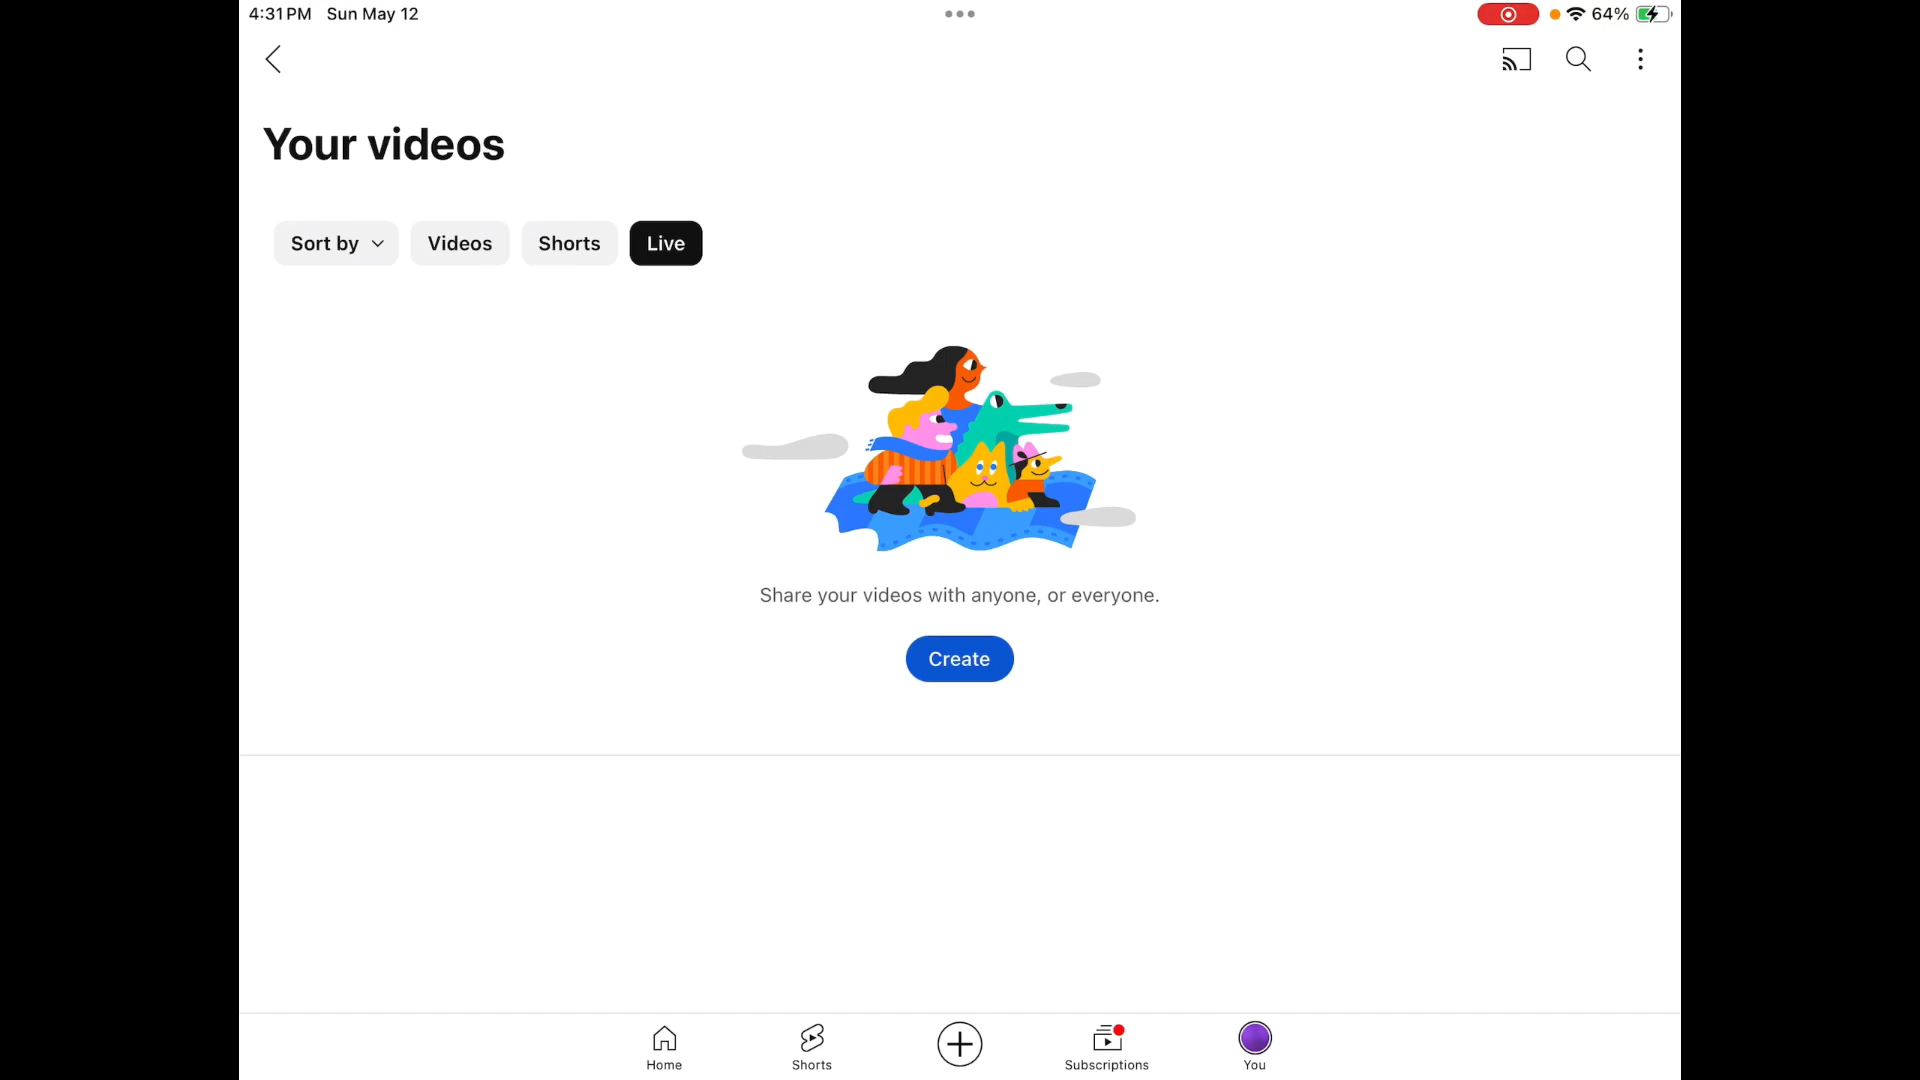 4:31 PM Sun May 12
64%
Your videos
Sort by Videos Shorts Live
Share your videos with anyone, or everyone.
Create
Home Shorts Subscriptions You